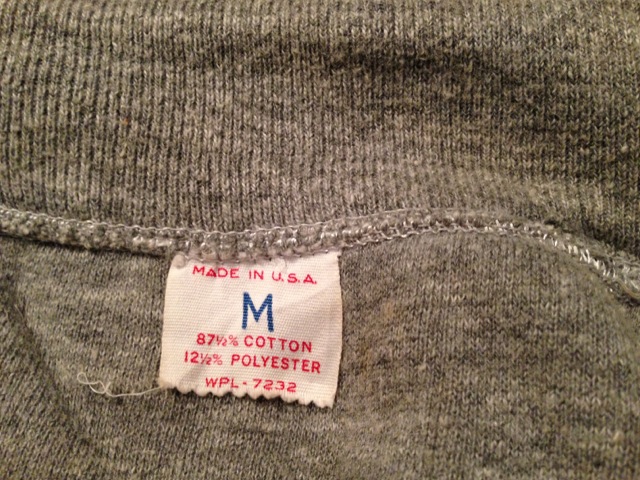 MADE IN U.S.A.
M
87½% COTTON
12½% POLYESTER
WPL-7232